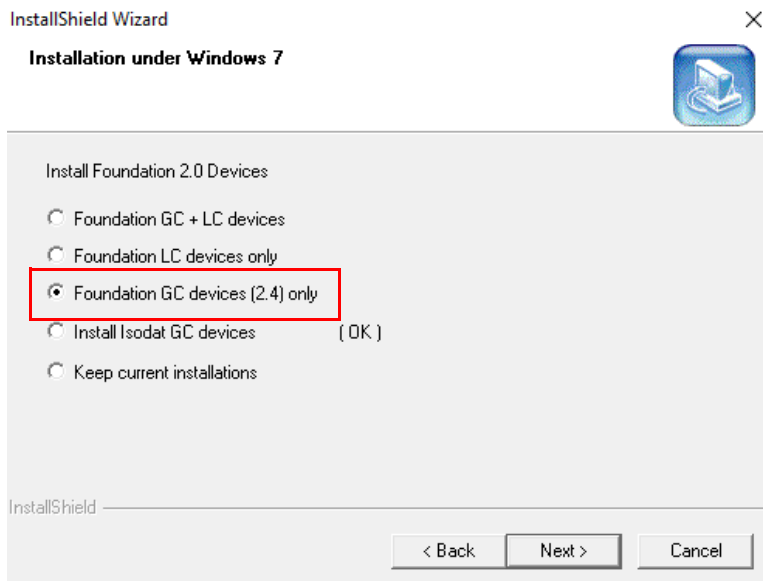 InstallShield Wizard
Installation under Windows 7
Install Foundation 2.0 Devices
Foundation GC + LC devices
Foundation LC devices only
Foundation GC devices (2.4) only
Install Isodat GC devices ( OK )
Keep current installations
InstallShield
< Back Next > Cancel